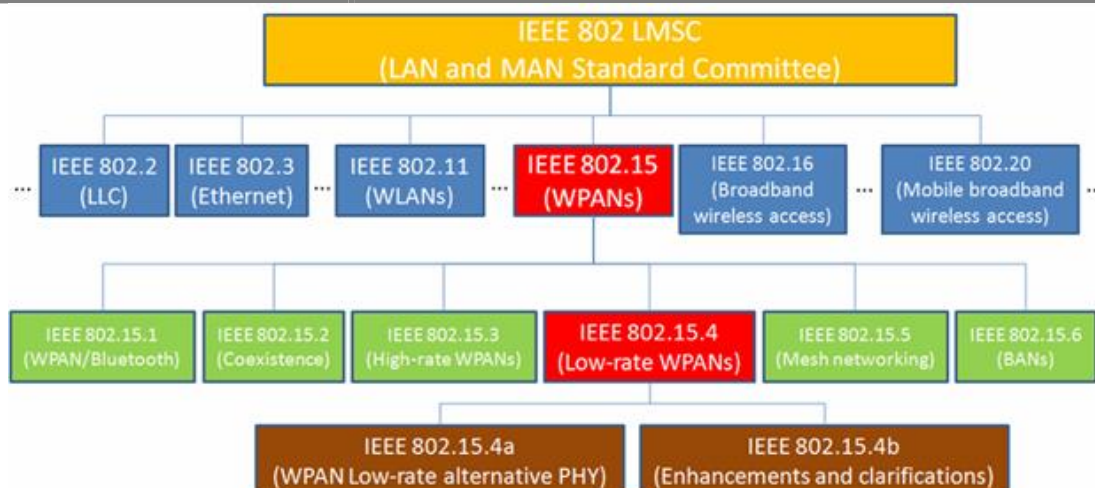 IEEE 802 LMSC
(LAN and MAN Standard Committee)
... IEEE 802.2
(LLC)
IEEE 802.3
(Ethernet)
...
IEEE 802.11
(WLANs)
...
IEEE 802.15
(WPANs)
IEEE 802.16
(Broadband
wireless access)
...
IEEE 802.20
(Mobile broadband
wireless access)
...
IEEE 802.15.1
(WPAN/Bluetooth)
IEEE 802.15.2
(Coexistence)
IEEE 802.15.3
(High-rate WPANs)
IEEE 802.15.4
(Low-rate WPANs)
IEEE 802.15.5
(Mesh networking)
IEEE 802.15.6
(BANs)
IEEE 802.15.4a
(WPAN Low-rate alternative PHY)
IEEE 802.15.4b
(Enhancements and clarifications)